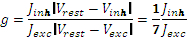 g = J_inh|V_rest − V_inh| / J_exc|V_rest − V_exc| = 1/7 J_inh/J_exc